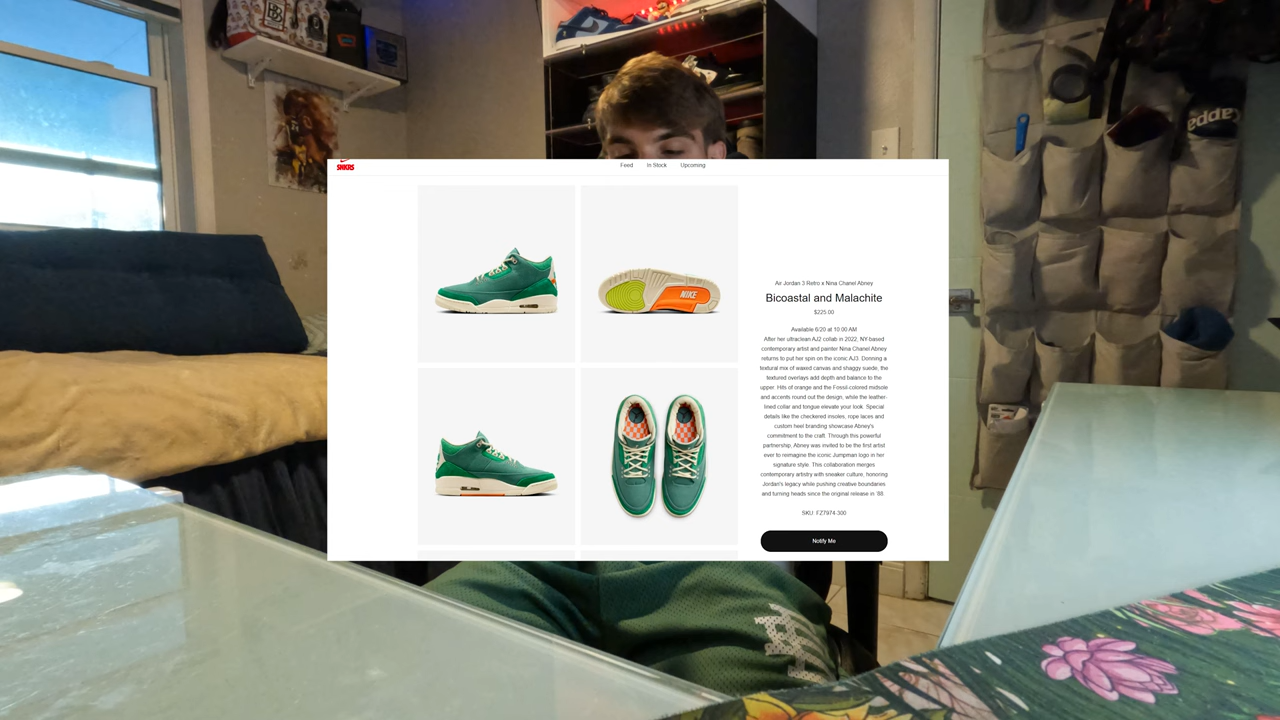 Kappa
SNKRS
Feed In Stock Upcoming
NIKE
Air Jordan 3 Retro x Nina Chanel Abney
Bicoastal and Malachite
$225.00
Available 6/20 at 10:00 AM
After her ultraclean AJ2 collab in 2022, NY-based
contemporary artist and painter Nina Chanel Abney
returns to put her spin on the iconic AJ3. Donning a
textural mix of waxed canvas and shaggy suede, the
textured overlays add depth and balance to the
upper. Hits of orange and the Fossil-colored midsole
and accents round out the design, while the leather-
lined collar and tongue elevate your look. Special
details like the checkered insoles, rope laces and
custom heel branding showcase Abney's
commitment to the craft. Through this powerful
partnership, Abney was invited to be the first artist
ever to reimagine the iconic Jumpman logo in her
signature style. This collaboration merges
contemporary artistry with sneaker culture, honoring
Jordan's legacy while pushing creative boundaries
and turning heads since the original release in '88.
SKU: FZ7974-300
Notify Me